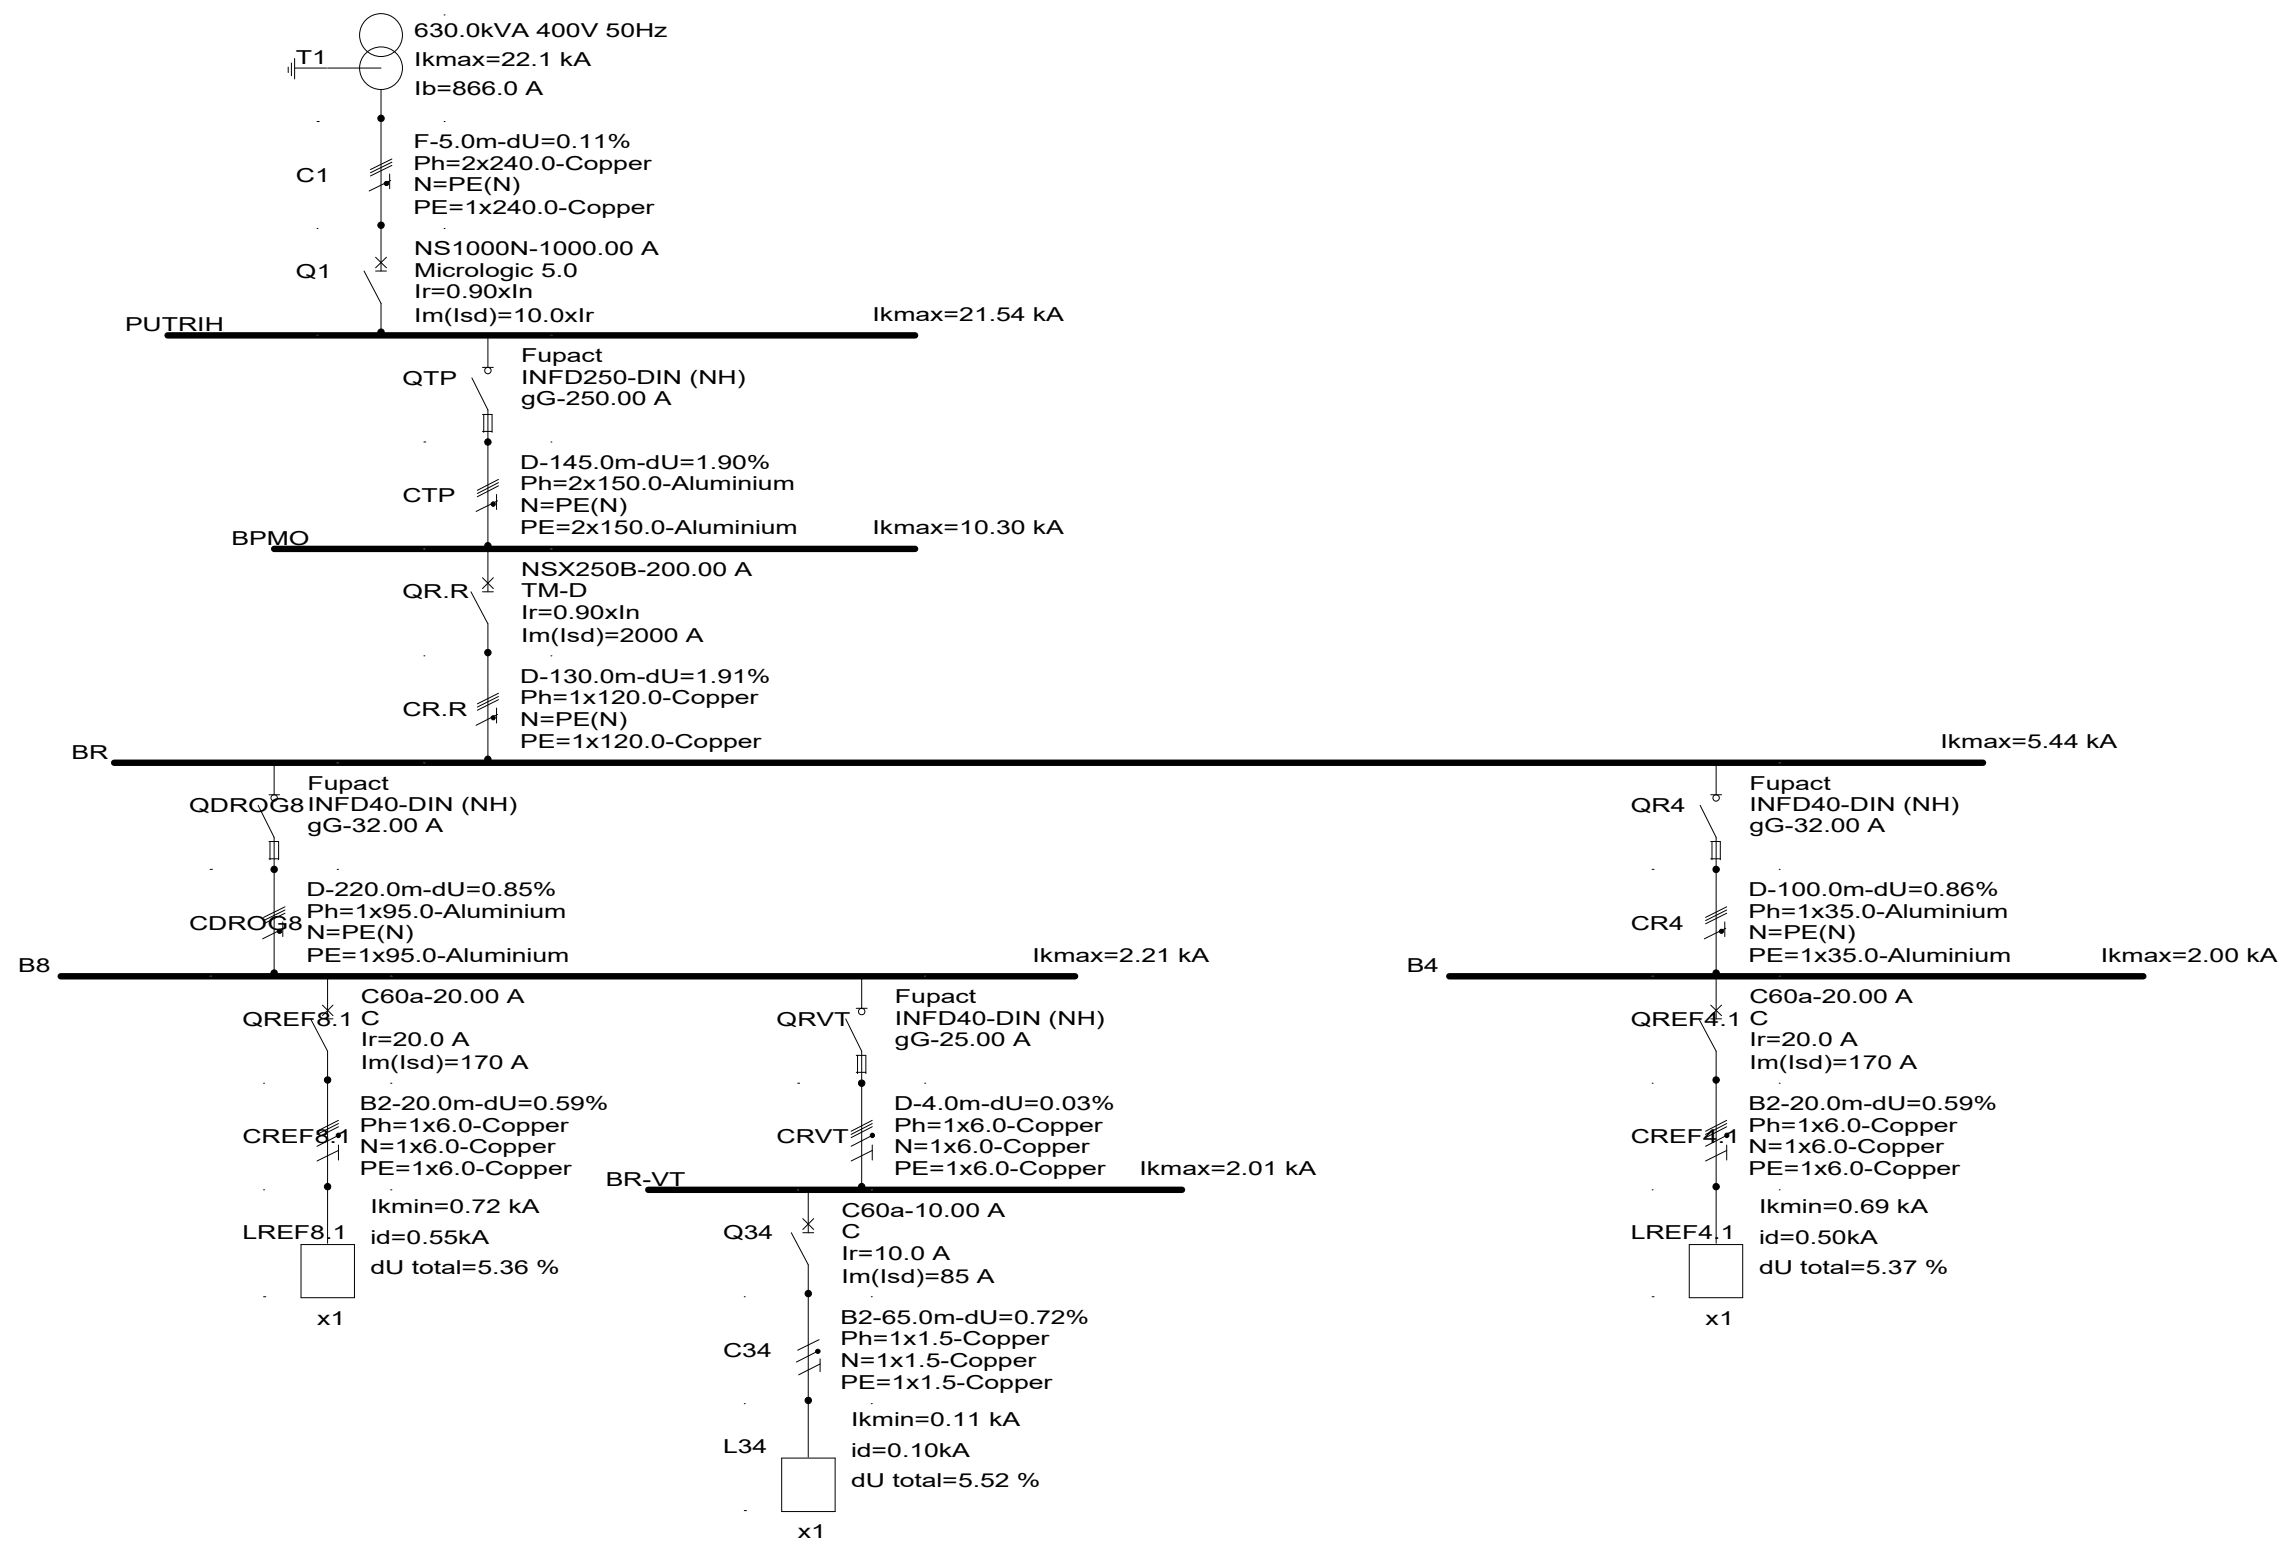 630.0kVA 400V 50Hz
T1
Ikmax=22.1 kA
Ib=866.0 A
F-5.0m-dU=0.11%
Ph=2x240.0-Copper
C1
N=PE(N)
PE=1x240.0-Copper
NS1000N-1000.00 A
Q1
Micrologic 5.0
Ir=0.90xIn
Im(Isd)=10.0xIr
PUTRIH
Ikmax=21.54 kA
Fupact
QTP
INFD250-DIN (NH)
gG-250.00 A
D-145.0m-dU=1.90%
Ph=2x150.0-Aluminium
CTP
N=PE(N)
PE=2x150.0-Aluminium
BPMO
Ikmax=10.30 kA
NSX250B-200.00 A
QR.R
TM-D
Ir=0.90xIn
Im(Isd)=2000 A
D-130.0m-dU=1.91%
Ph=1x120.0-Copper
CR.R
N=PE(N)
PE=1x120.0-Copper
BR
Ikmax=5.44 kA
Fupact
QDROG8
INFD40-DIN (NH)
gG-32.00 A
D-220.0m-dU=0.85%
Ph=1x95.0-Aluminium
CDROG8
N=PE(N)
PE=1x95.0-Aluminium
B8
Ikmax=2.21 kA
C60a-20.00 A
QREF8.1
C
Ir=20.0 A
Im(Isd)=170 A
B2-20.0m-dU=0.59%
Ph=1x6.0-Copper
CREF8.1
N=1x6.0-Copper
PE=1x6.0-Copper
Ikmin=0.72 kA
LREF8.1
id=0.55kA
dU total=5.36 %
x1
Fupact
QRVT
INFD40-DIN (NH)
gG-25.00 A
D-4.0m-dU=0.03%
Ph=1x6.0-Copper
CRVT
N=1x6.0-Copper
PE=1x6.0-Copper
BR-VT
Ikmax=2.01 kA
C60a-10.00 A
Q34
C
Ir=10.0 A
Im(Isd)=85 A
B2-65.0m-dU=0.72%
Ph=1x1.5-Copper
C34
N=1x1.5-Copper
PE=1x1.5-Copper
Ikmin=0.11 kA
L34
id=0.10kA
dU total=5.52 %
x1
Fupact
QR4
INFD40-DIN (NH)
gG-32.00 A
D-100.0m-dU=0.86%
Ph=1x35.0-Aluminium
CR4
N=PE(N)
PE=1x35.0-Aluminium
B4
Ikmax=2.00 kA
C60a-20.00 A
QREF4.1
C
Ir=20.0 A
Im(Isd)=170 A
B2-20.0m-dU=0.59%
Ph=1x6.0-Copper
CREF4.1
N=1x6.0-Copper
PE=1x6.0-Copper
Ikmin=0.69 kA
LREF4.1
id=0.50kA
dU total=5.37 %
x1